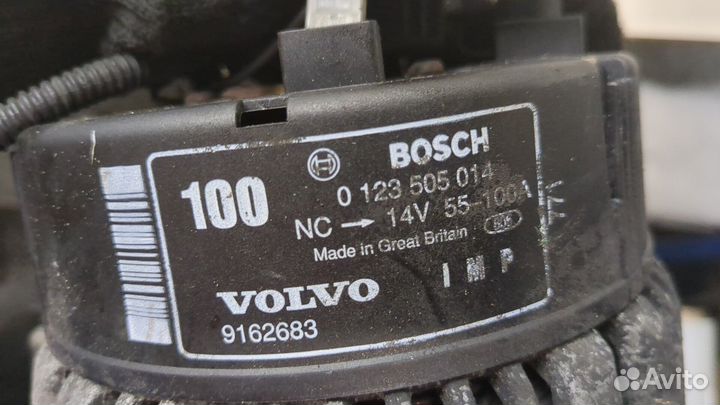 100
BOSCH
0 123 505 014
NC → 14V 55-100A
Made in Great Britain
I M P
VOLVO
9162683
Avito